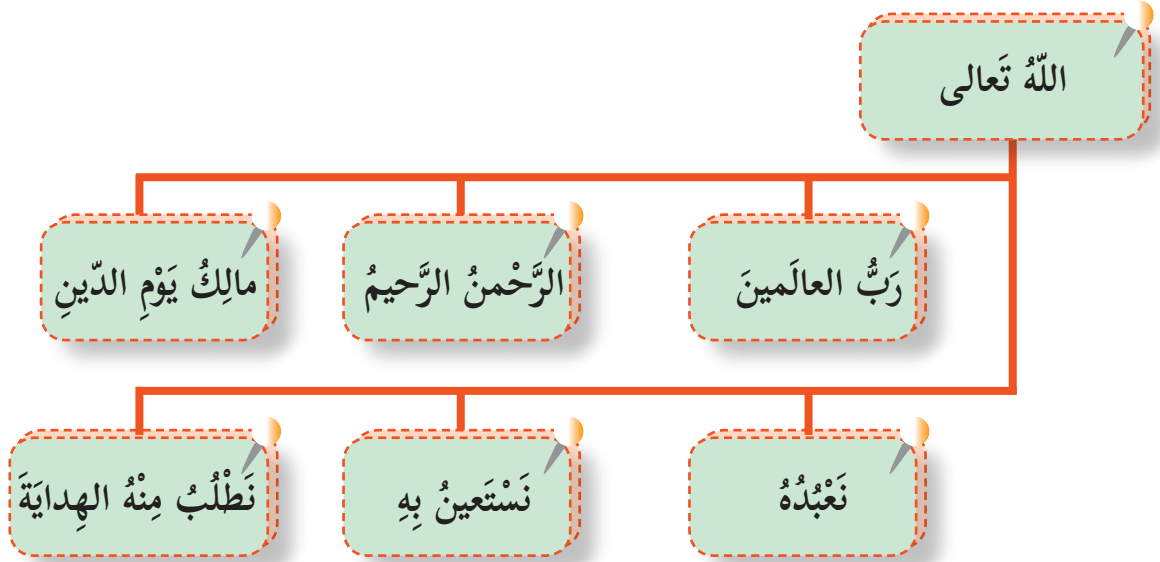 اللّهُ تَعالى
رَبُّ العالَمينَ
الرَّحْمنُ الرَّحيمُ
مالِكُ يَوْمِ الدّينِ
نَعْبُدُهُ
نَسْتَعينُ بِهِ
نَطْلُبُ مِنْهُ الهِدايَةَ